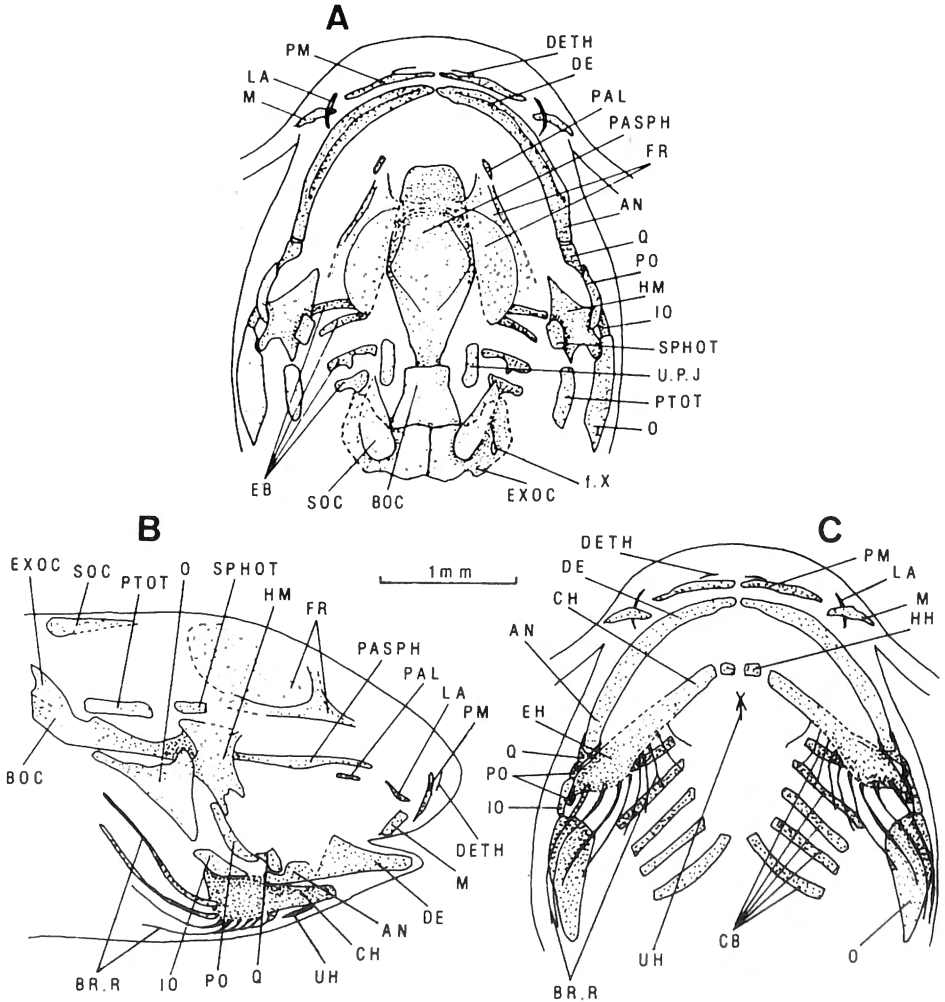 A
PM
LA
M
DETH
DE
PAL
PASPH
FR
AN
Q
PO
HM
IO
SPHOT
U.P.J
PTOT
O
EB
SOC
BOC
EXOC
f.X
B
EXOC
SOC
PTOT
O
SPHOT
HM
FR
PASPH
PAL
LA
PM
BOC
DETH
M
DE
AN
CH
UH
Q
PO
IO
BR.R
1mm
C
DETH
DE
CH
AN
EH
Q
PO
IO
PM
LA
M
HH
BR.R
UH
CB
O